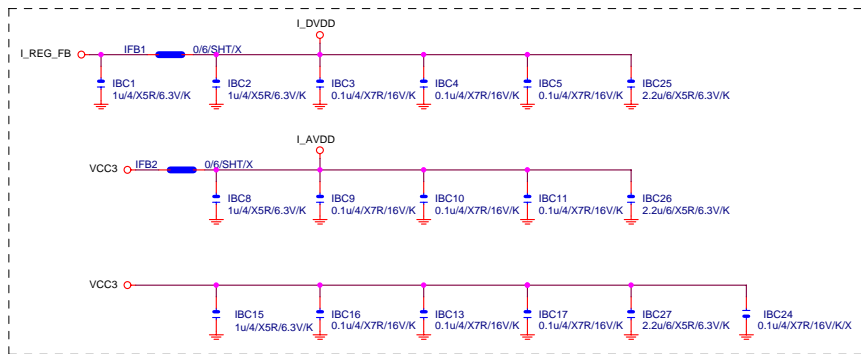 I_DVDD
I_REG_FB IFB1 0/6/SHT/X
IBC1 IBC2 IBC3 IBC4 IBC5 IBC25
1u/4/X5R/6.3V/K 1u/4/X5R/6.3V/K 0.1u/4/X7R/16V/K 0.1u/4/X7R/16V/K 0.1u/4/X7R/16V/K 2.2u/6/X5R/6.3V/K
I_AVDD
VCC3 IFB2 0/6/SHT/X
IBC8 IBC9 IBC10 IBC11 IBC26
1u/4/X5R/6.3V/K 0.1u/4/X7R/16V/K 0.1u/4/X7R/16V/K 0.1u/4/X7R/16V/K 2.2u/6/X5R/6.3V/K
VCC3
IBC15 IBC16 IBC13 IBC17 IBC27 IBC24
1u/4/X5R/6.3V/K 0.1u/4/X7R/16V/K 0.1u/4/X7R/16V/K 0.1u/4/X7R/16V/K 2.2u/6/X5R/6.3V/K 0.1u/4/X7R/16V/K/X